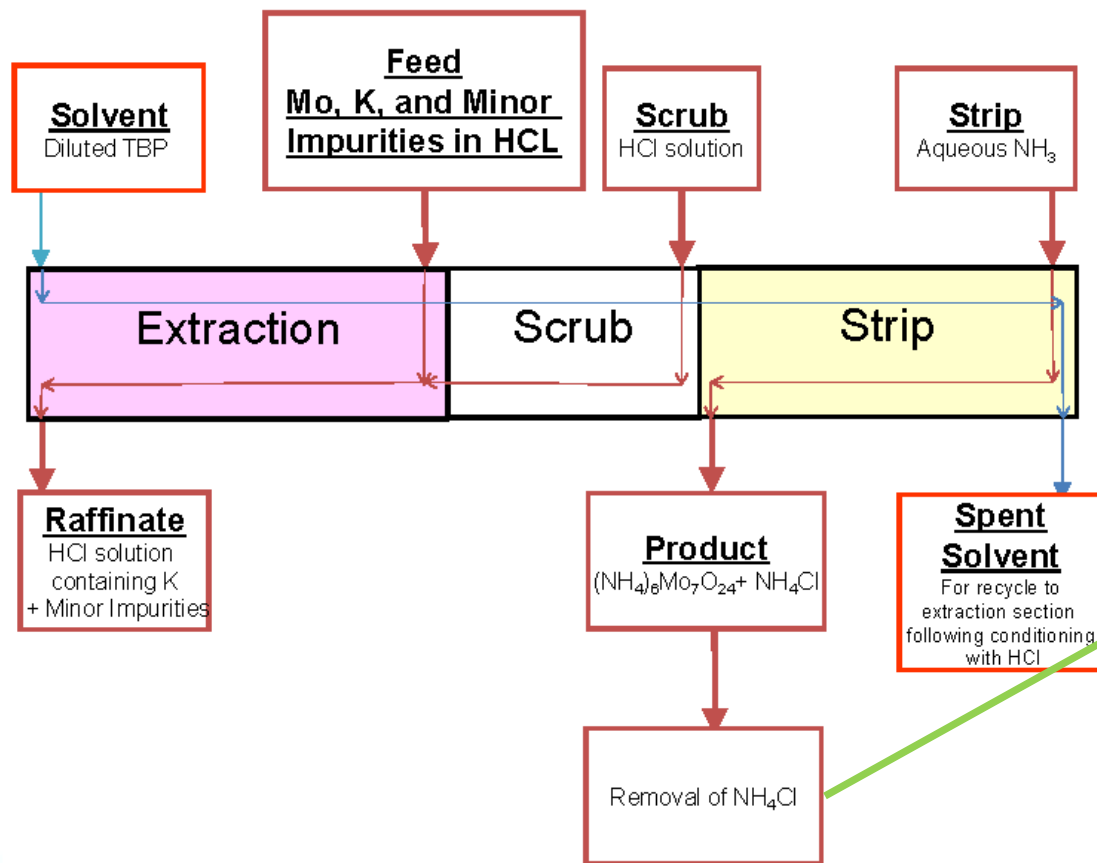 Solvent
Diluted TBP
Feed
Mo, K, and Minor
Impurities in HCL
Scrub
HCl solution
Strip
Aqueous NH₃
Extraction
Scrub
Strip
Raffinate
HCl solution
containing K
+ Minor Impurities
Product
(NH₄)₆Mo₇O₂₄+ NH₄Cl
Spent
Solvent
For recycle to
extraction section
following conditioning
with HCl
Removal of NH₄Cl